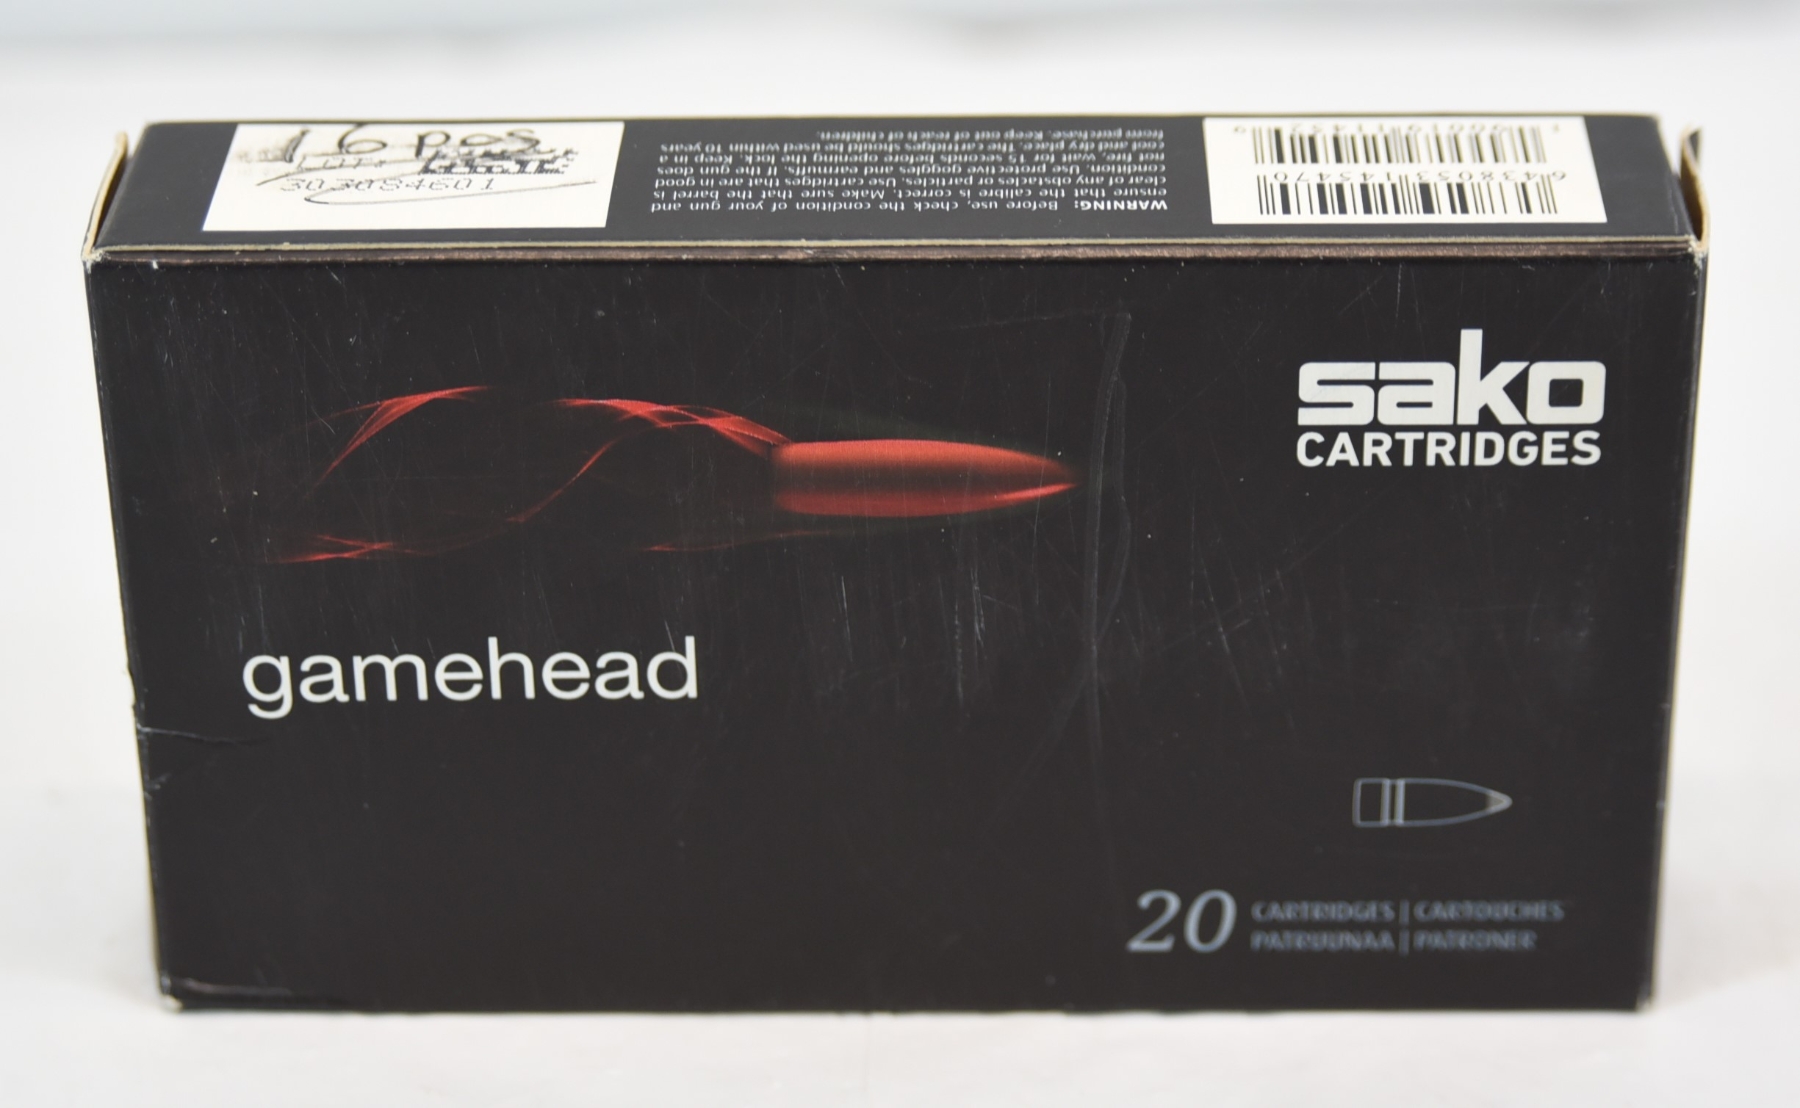 16 pcs
303084601
WARNING: Before use, check the condition of your gun and
ensure that the calibre is correct. Make sure that the barrel is
clear of any obstacles or particles. Use cartridges that are in good
condition. Use protective goggles and earmuffs. If the gun does
not fire, wait for 15 seconds before opening the lock. Keep in a
cool and dry place. The cartridges should be used within 10 years
from purchase. Keep out of reach of children.
6438053145470
sako
CARTRIDGES
gamehead
20 CARTRIDGES | CARTOUCHES
PATRUUNAA | PATRONER